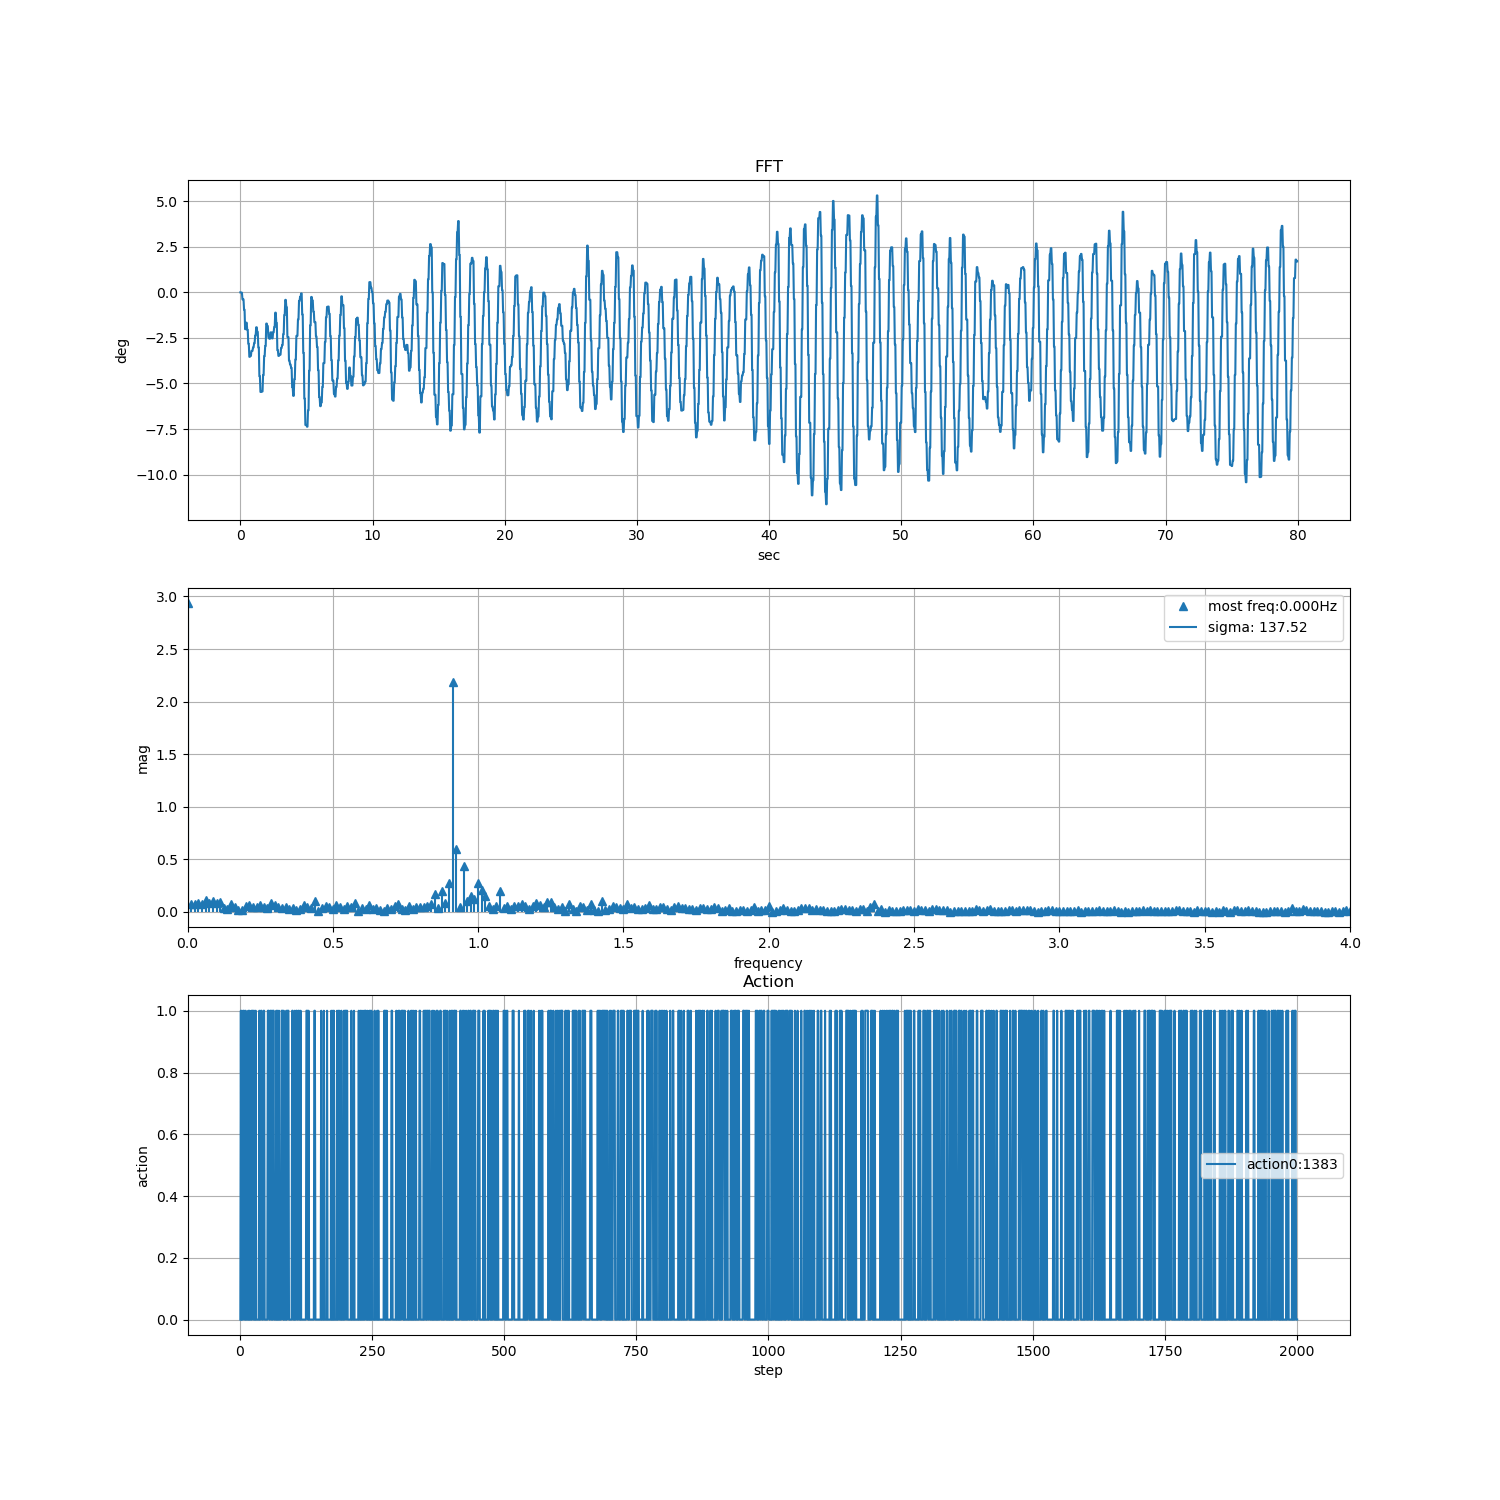 FFT
5.0
2.5
0.0
−2.5
−5.0
−7.5
−10.0
deg
0 10 20 30 40 50 60 70 80
sec
3.0
2.5
2.0
1.5
1.0
0.5
0.0
mag
most freq:0.000Hz
sigma: 137.52
0.0 0.5 1.0 1.5 2.0 2.5 3.0 3.5 4.0
frequency
Action
1.0
0.8
0.6
0.4
0.2
0.0
action
action0:1383
0 250 500 750 1000 1250 1500 1750 2000
step